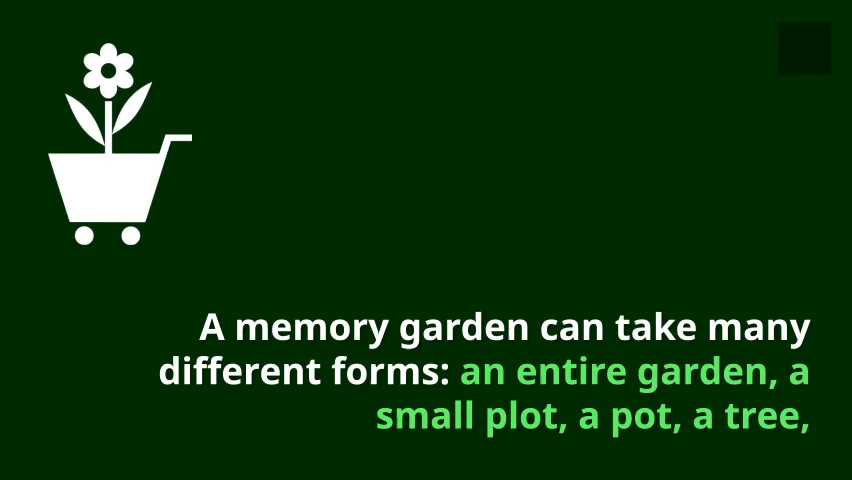 A memory garden can take many
different forms: an entire garden, a
small plot, a pot, a tree,